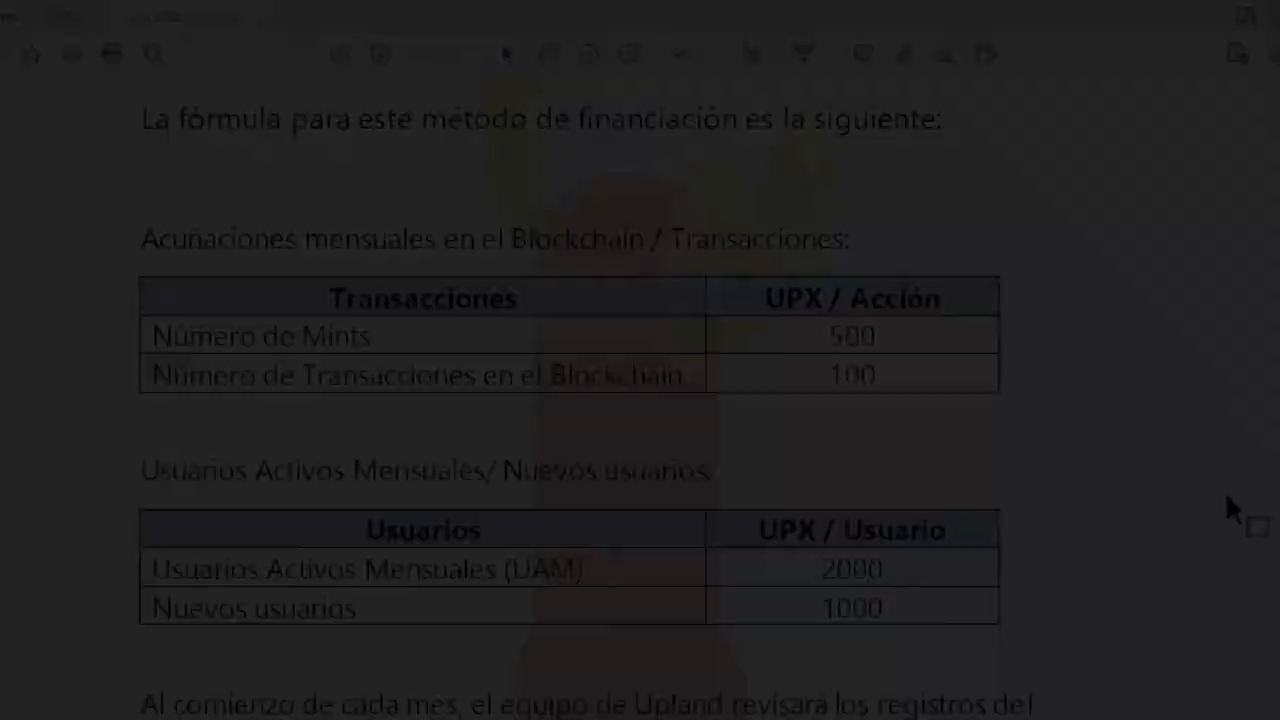 La fórmula para este método de financiación es la siguiente:
Acuñaciones mensuales en el Blockchain / Transacciones:
Transacciones UPX / Acción
Número de Mints 500
Número de Transacciones en el Blockchain 100
Usuarios Activos Mensuales/ Nuevos usuarios:
Usuarios UPX / Usuario
Usuarios Activos Mensuales (UAM) 2000
Nuevos usuarios 1000
Al comienzo de cada mes, el equipo de Upland revisará los registros del